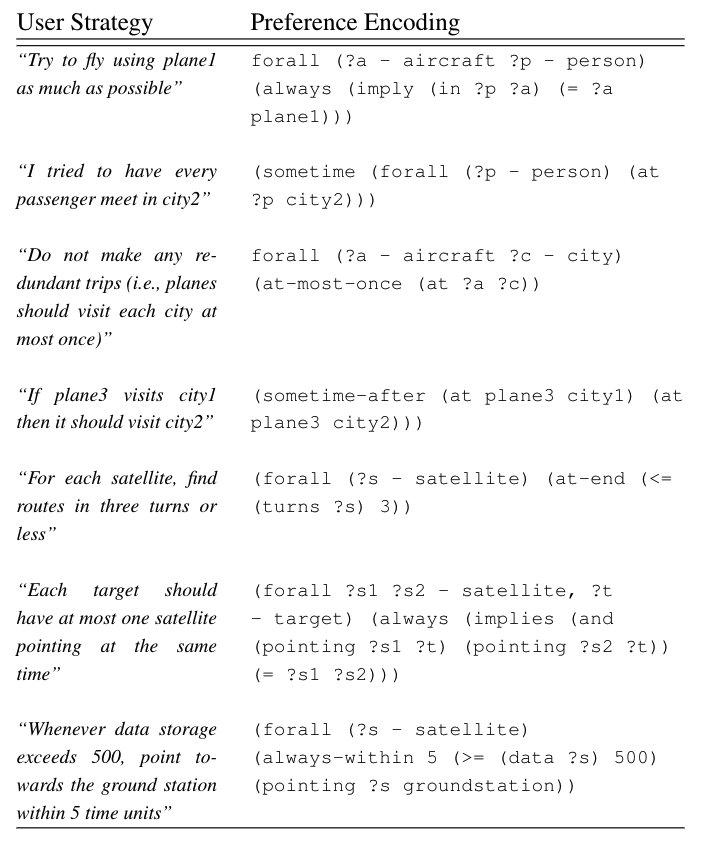 User Strategy Preference Encoding
“Try to fly using plane1 forall (?a - aircraft ?p - person)
as much as possible” (always (imply (in ?p ?a) (= ?a
plane1)))
“I tried to have every (sometime (forall (?p - person) (at
passenger meet in city2” ?p city2)))
“Do not make any re- forall (?a - aircraft ?c - city)
dundant trips (i.e., planes (at-most-once (at ?a ?c))
should visit each city at
most once)”
“If plane3 visits city1 (sometime-after (at plane3 city1) (at
then it should visit city2” plane3 city2)))
“For each satellite, find (forall (?s - satellite) (at-end (<=
routes in three turns or (turns ?s) 3))
less”
“Each target should (forall ?s1 ?s2 - satellite, ?t
have at most one satellite - target) (always (implies (and
pointing at the same (pointing ?s1 ?t) (pointing ?s2 ?t))
time” (= ?s1 ?s2)))
“Whenever data storage (forall (?s - satellite)
exceeds 500, point to- (always-within 5 (>= (data ?s) 500)
wards the ground station (pointing ?s groundstation))
within 5 time units”